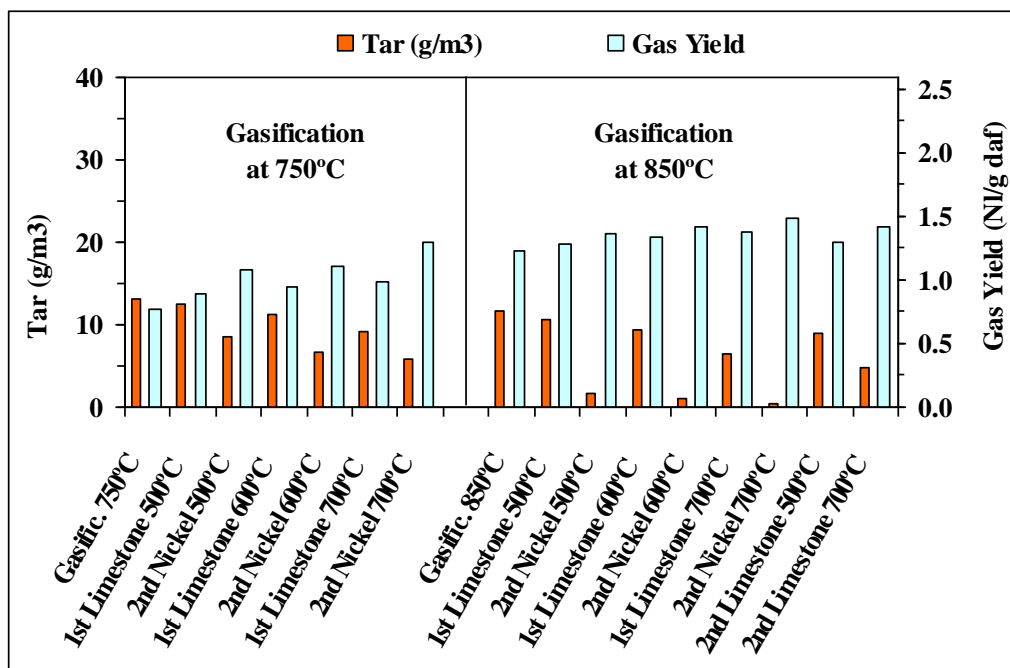 Tar (g/m3) Gas Yield
40
30
20
10
0
Tar (g/m3)
Gasification
at 750ºC
Gasification
at 850ºC
2.5
2.0
1.5
1.0
0.5
0.0
Gas Yield (Nl/g daf)
Gasific. 750ºC
1st Limestone 500ºC
2nd Nickel 500ºC
1st Limestone 600ºC
2nd Nickel 600ºC
1st Limestone 700ºC
2nd Nickel 700ºC
Gasific. 850ºC
1st Limestone 500ºC
2nd Nickel 500ºC
1st Limestone 600ºC
2nd Nickel 600ºC
1st Limestone 700ºC
2nd Nickel 700ºC
2nd Limestone 500ºC
2nd Limestone 700ºC